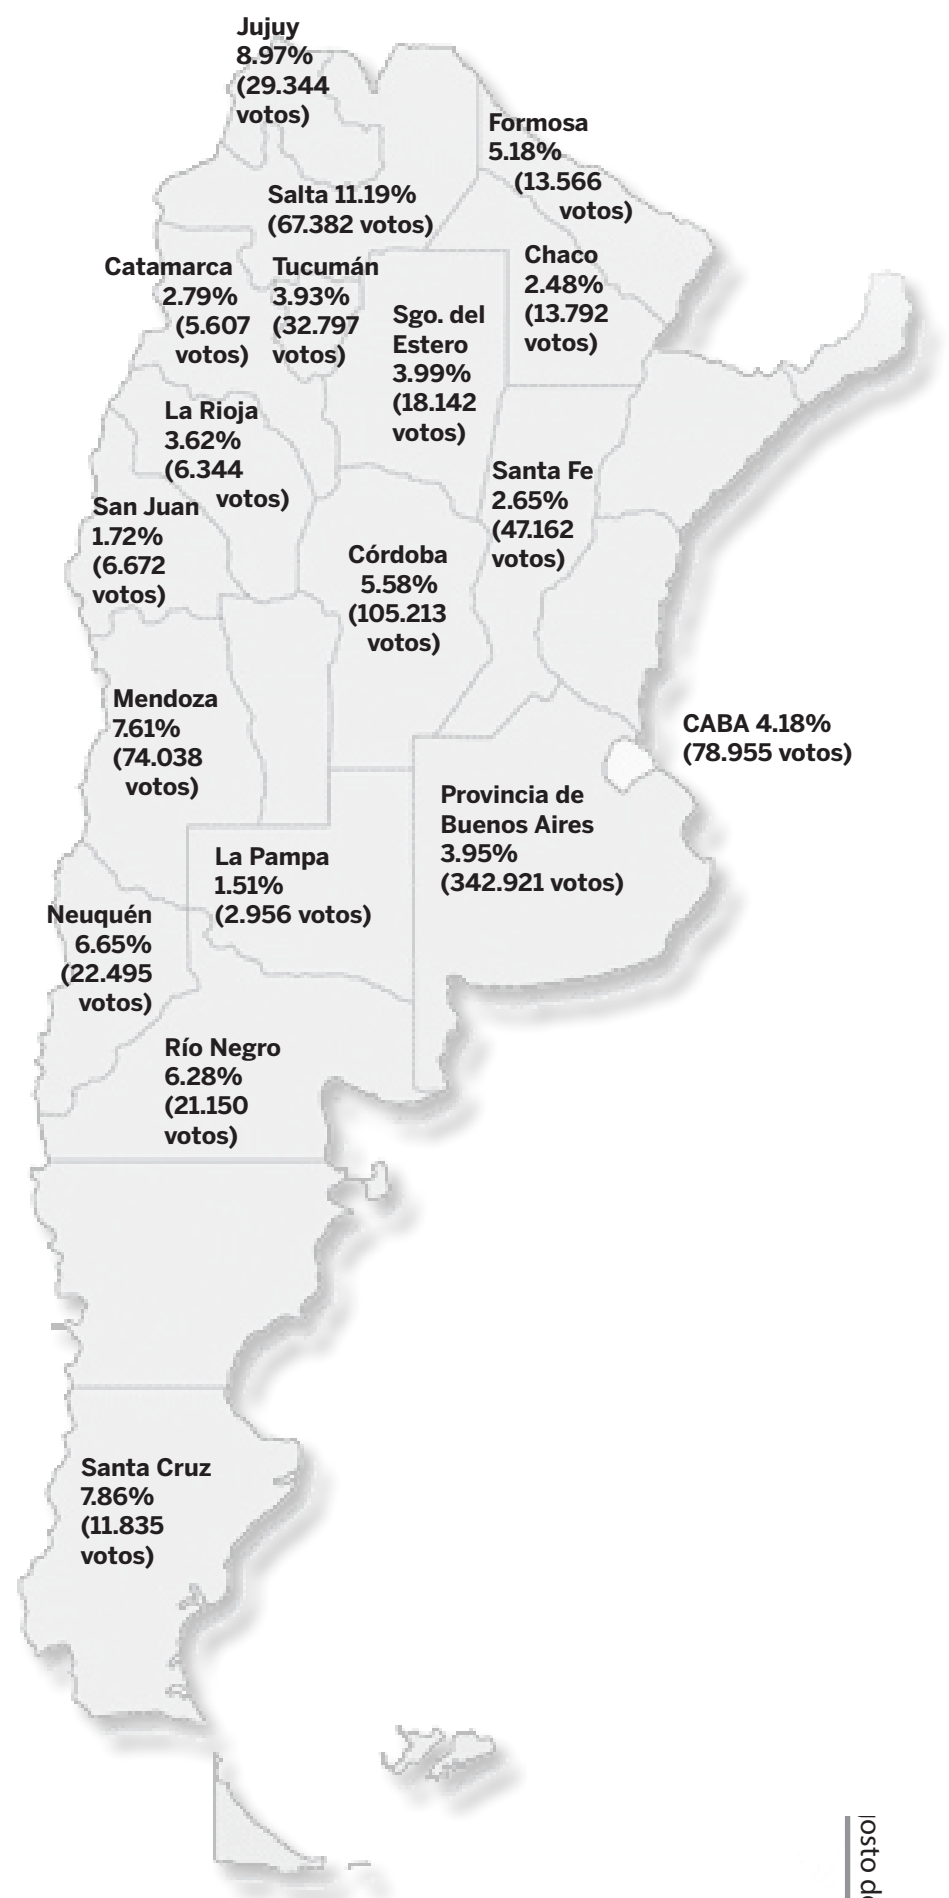 Jujuy
8.97%
(29.344
votos)
Formosa
5.18%
(13.566
votos)
Salta 11.19%
(67.382 votos)
Catamarca
2.79%
(5.607
votos)
Tucumán
3.93%
(32.797
votos)
Sgo. del
Estero
3.99%
(18.142
votos)
Chaco
2.48%
(13.792
votos)
La Rioja
3.62%
(6.344
votos)
Santa Fe
2.65%
(47.162
votos)
San Juan
1.72%
(6.672
votos)
Córdoba
5.58%
(105.213
votos)
Mendoza
7.61%
(74.038
votos)
CABA 4.18%
(78.955 votos)
Provincia de
Buenos Aires
3.95%
(342.921 votos)
La Pampa
1.51%
(2.956 votos)
Neuquén
6.65%
(22.495
votos)
Río Negro
6.28%
(21.150
votos)
Santa Cruz
7.86%
(11.835
votos)